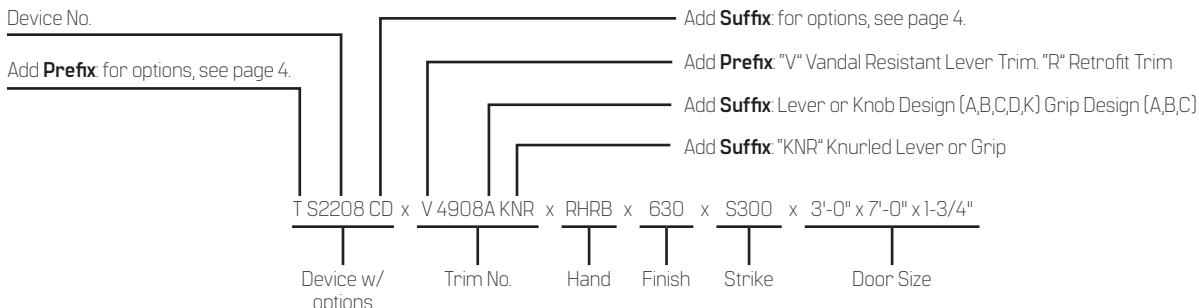 Device No.
Add Suffix: for options, see page 4.
Add Prefix: for options, see page 4.
Add Prefix: "V" Vandal Resistant Lever Trim. "R" Retrofit Trim
Add Suffix: Lever or Knob Design (A,B,C,D,K) Grip Design (A,B,C)
Add Suffix: "KNR" Knurled Lever or Grip
T S2208 CD x V 4908A KNR x RHRB x 630 x S300 x 3'-0" x 7'-0" x 1-3/4"
Device w/ options
Trim No.
Hand
Finish
Strike
Door Size